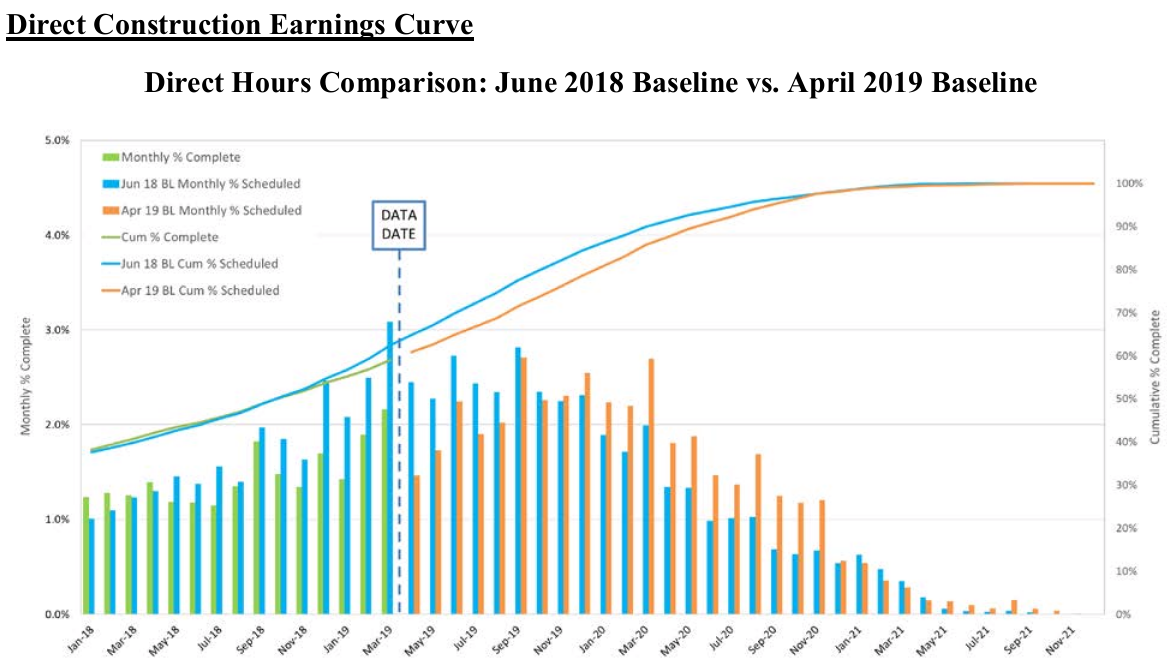 Direct Construction Earnings Curve
Direct Hours Comparison: June 2018 Baseline vs. April 2019 Baseline
5.0%
4.0%
3.0%
2.0%
1.0%
0.0%
Monthly % Complete
Monthly % Complete
Jun 18 BL Monthly % Scheduled
Apr 19 BL Monthly % Scheduled
Cum % Complete
Jun 18 BL Cum % Scheduled
Apr 19 BL Cum % Scheduled
DATA
DATE
100%
90%
80%
70%
60%
50%
40%
30%
20%
10%
0%
Cumulative % Complete
Jan-18
Mar-18
May-18
Jul-18
Sep-18
Nov-18
Jan-19
Mar-19
May-19
Jul-19
Sep-19
Nov-19
Jan-20
Mar-20
May-20
Jul-20
Sep-20
Nov-20
Jan-21
Mar-21
May-21
Jul-21
Sep-21
Nov-21